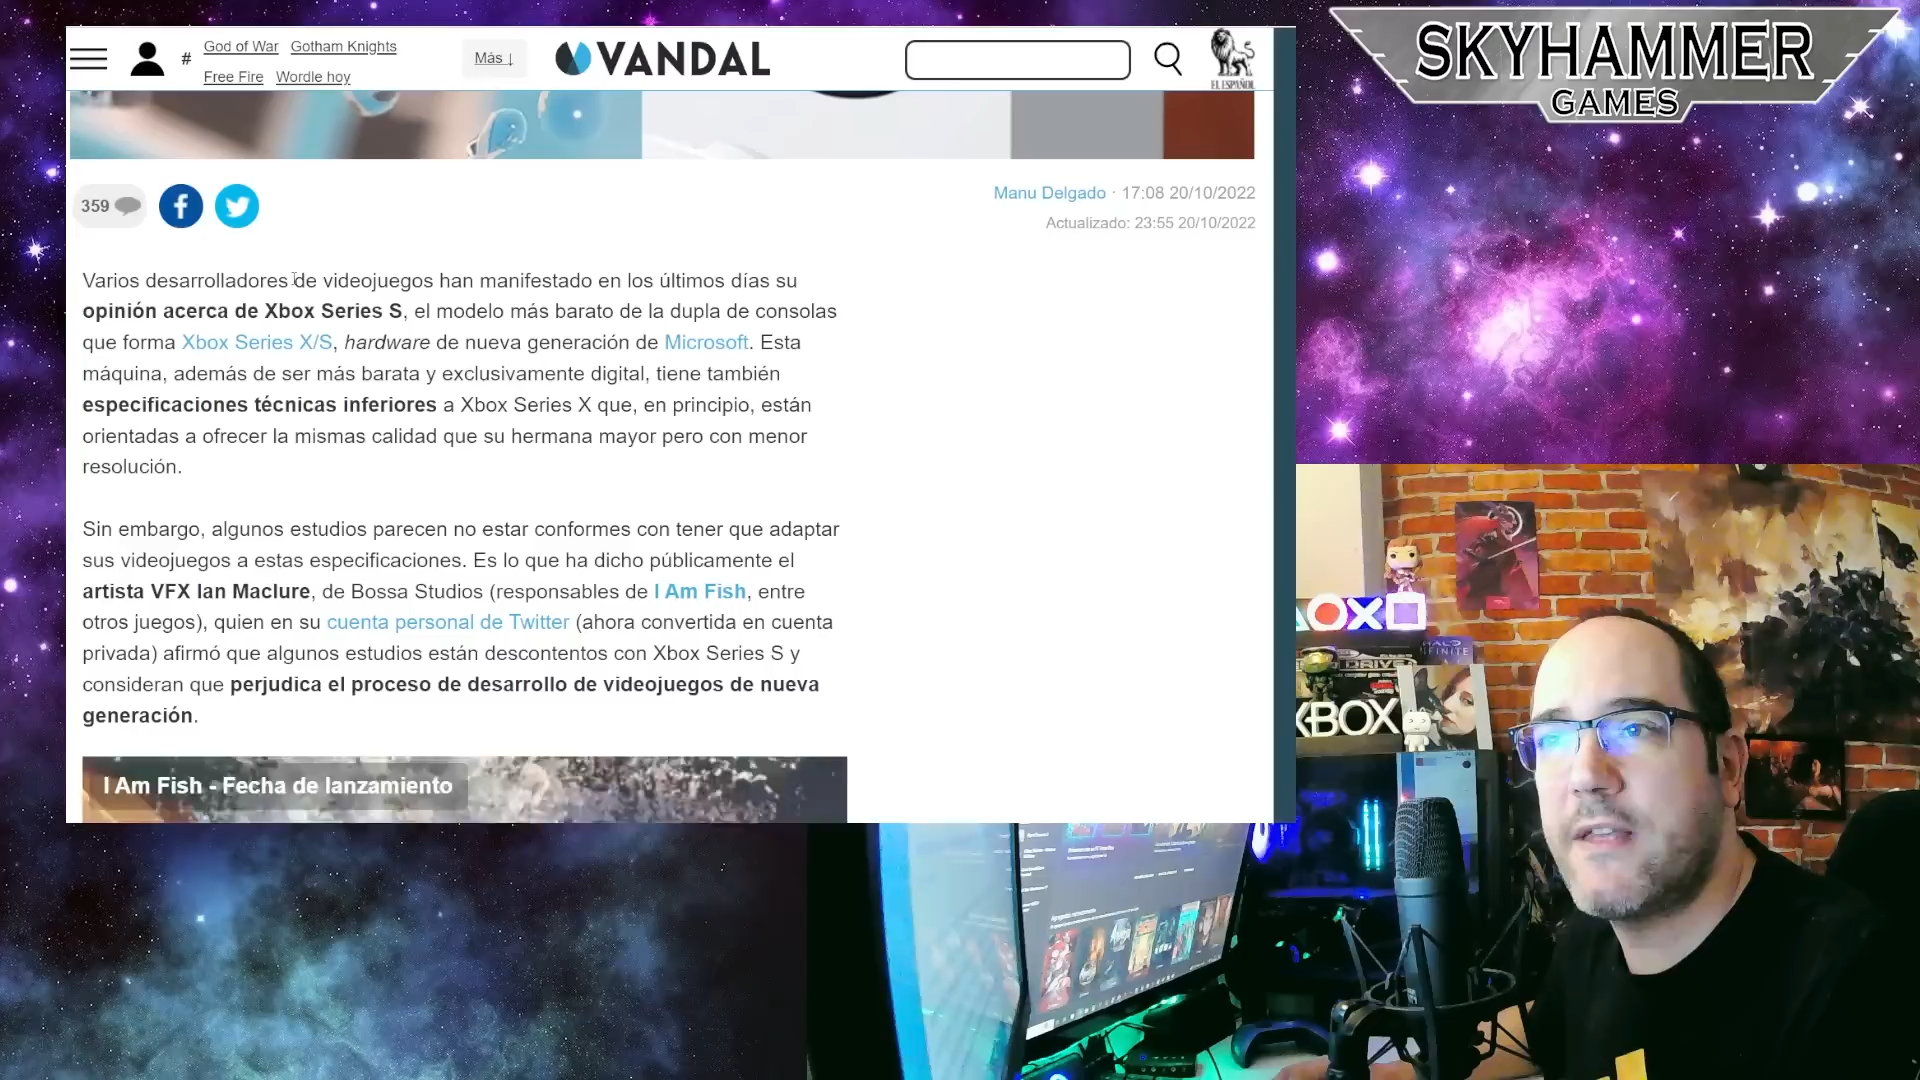 God of War Gotham Knights
# Más ↓ VANDAL
Free Fire Wordle hoy
EL ESPAÑOL
SKYHAMMER
GAMES
359
Manu Delgado · 17:08 20/10/2022
Actualizado: 23:55 20/10/2022
Varios desarrolladores de videojuegos han manifestado en los últimos días su
opinión acerca de Xbox Series S, el modelo más barato de la dupla de consolas
que forma Xbox Series X/S, hardware de nueva generación de Microsoft. Esta
máquina, además de ser más barata y exclusivamente digital, tiene también
especificaciones técnicas inferiores a Xbox Series X que, en principio, están
orientadas a ofrecer la mismas calidad que su hermana mayor pero con menor
resolución.
Sin embargo, algunos estudios parecen no estar conformes con tener que adaptar
sus videojuegos a estas especificaciones. Es lo que ha dicho públicamente el
artista VFX Ian Maclure, de Bossa Studios (responsables de I Am Fish, entre
otros juegos), quien en su cuenta personal de Twitter (ahora convertida en cuenta
privada) afirmó que algunos estudios están descontentos con Xbox Series S y
consideran que perjudica el proceso de desarrollo de videojuegos de nueva
generación.
I Am Fish - Fecha de lanzamiento
HALO
INFINITE
DRIVE
XBOX